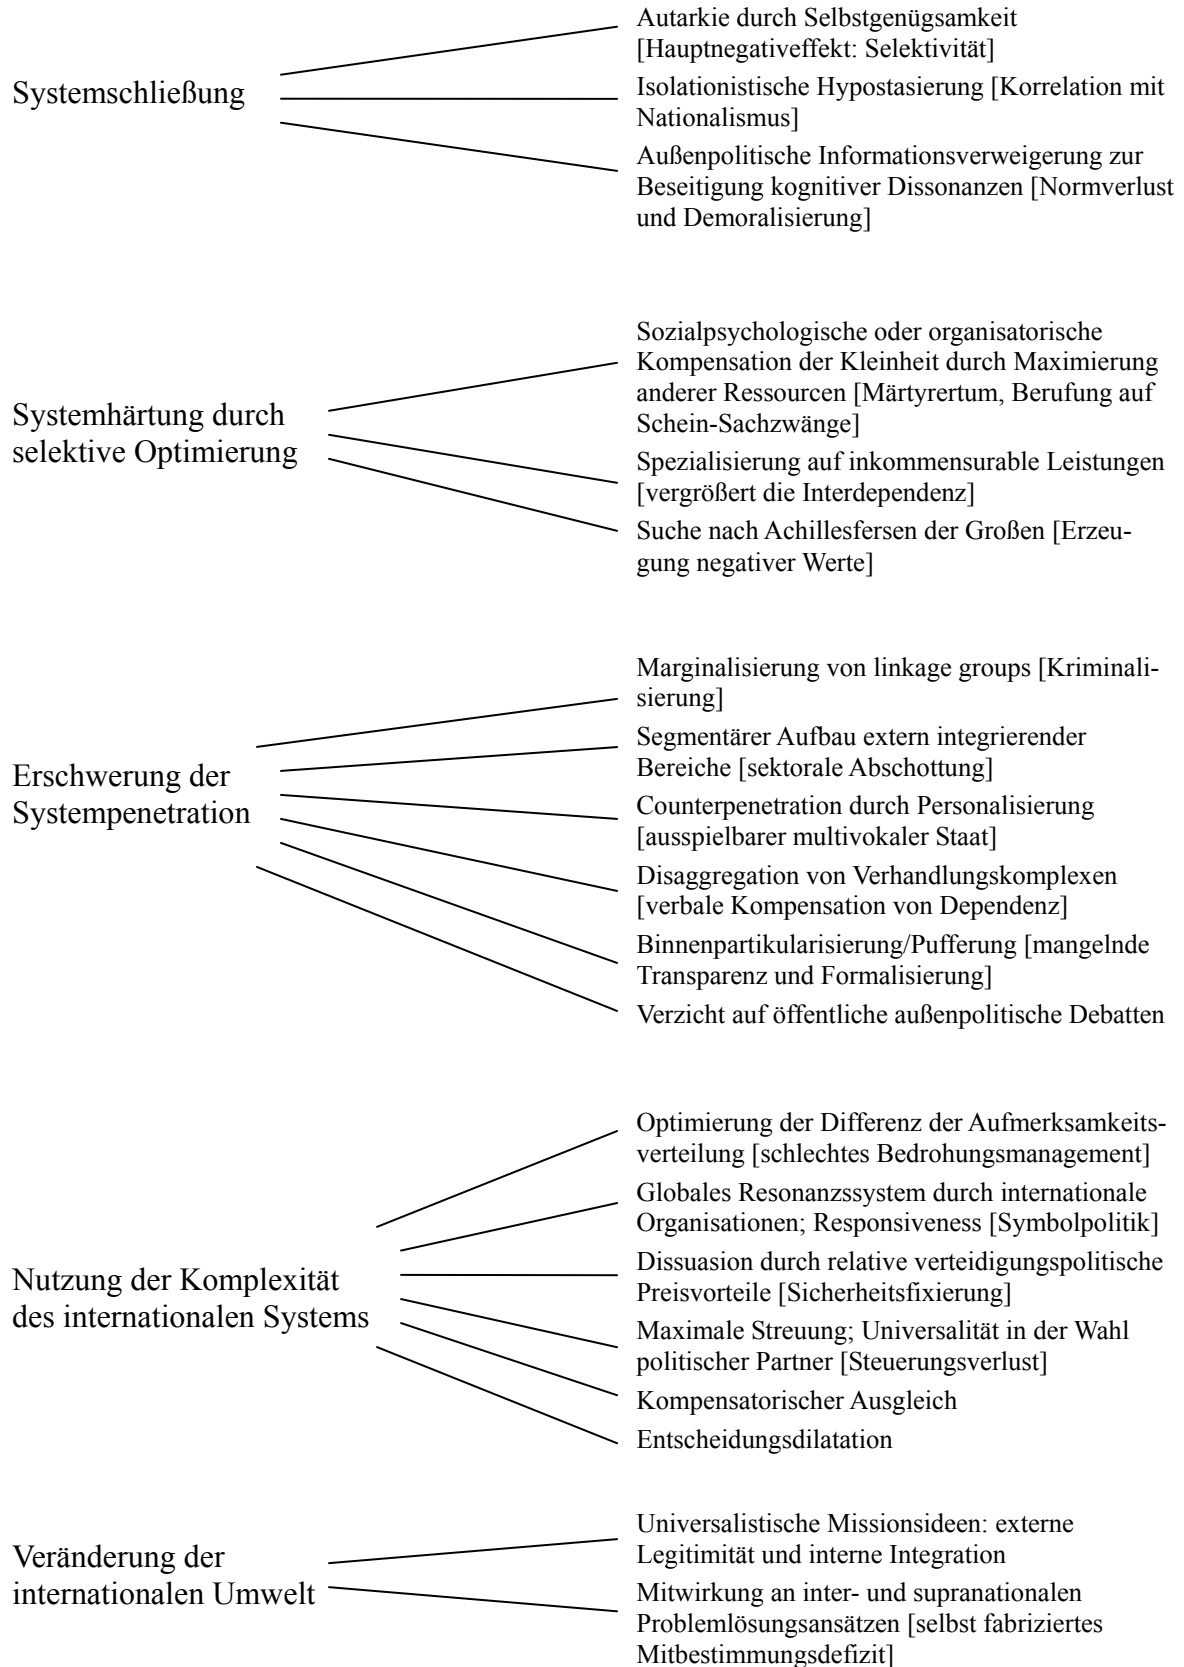 Systemschließung
Autarkie durch Selbstgenügsamkeit
[Hauptnegativeffekt: Selektivität]
Isolationistische Hypostasierung [Korrelation mit
Nationalismus]
Außenpolitische Informationsverweigerung zur
Beseitigung kognitiver Dissonanzen [Normverlust
und Demoralisierung]
Systemhärtung durch
selektive Optimierung
Sozialpsychologische oder organisatorische
Kompensation der Kleinheit durch Maximierung
anderer Ressourcen [Märtyrertum, Berufung auf
Schein-Sachzwänge]
Spezialisierung auf inkommensurable Leistungen
[vergrößert die Interdependenz]
Suche nach Achillesfersen der Großen [Erzeu-
gung negativer Werte]
Erschwerung der
Systempenetration
Marginalisierung von linkage groups [Kriminali-
sierung]
Segmentärer Aufbau extern integrierender
Bereiche [sektorale Abschottung]
Counterpenetration durch Personalisierung
[ausspielbarer multivokaler Staat]
Disaggregation von Verhandlungskomplexen
[verbale Kompensation von Dependenz]
Binnenpartikularisierung/Pufferung [mangelnde
Transparenz und Formalisierung]
Verzicht auf öffentliche außenpolitische Debatten
Nutzung der Komplexität
des internationalen Systems
Optimierung der Differenz der Aufmerksamkeits-
verteilung [schlechtes Bedrohungsmanagement]
Globales Resonanzssystem durch internationale
Organisationen; Responsiveness [Symbolpolitik]
Dissuasion durch relative verteidigungspolitische
Preisvorteile [Sicherheitsfixierung]
Maximale Streuung; Universalität in der Wahl
politischer Partner [Steuerungsverlust]
Kompensatorischer Ausgleich
Entscheidungsdilatation
Veränderung der
internationalen Umwelt
Universalistische Missionsideen: externe
Legitimität und interne Integration
Mitwirkung an inter- und supranationalen
Problemlösungsansätzen [selbst fabriziertes
Mitbestimmungsdefizit]